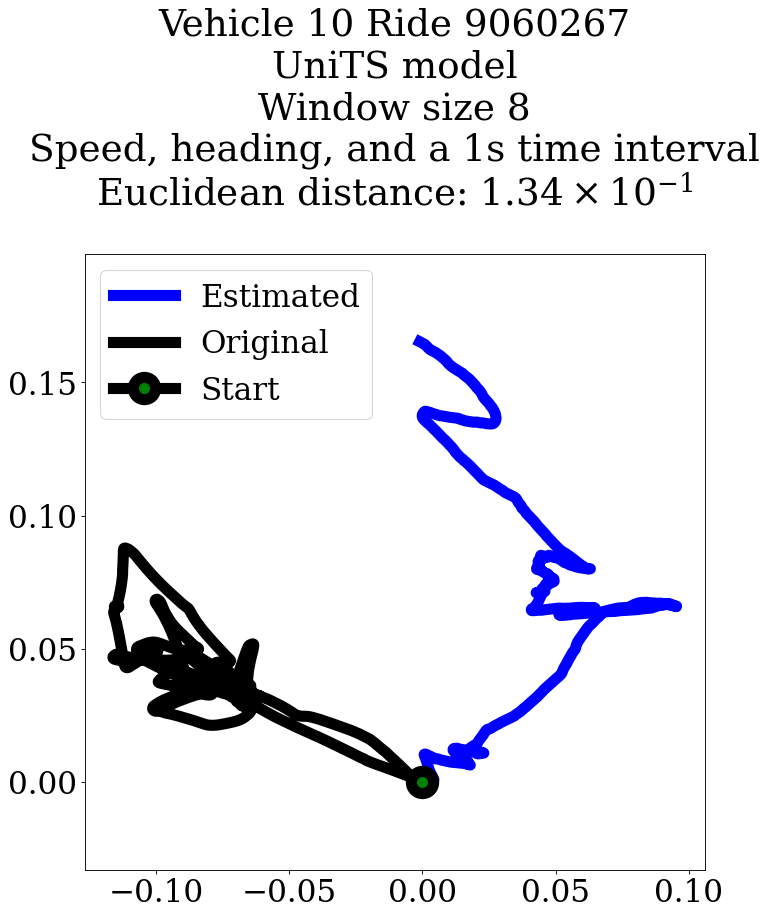 Vehicle 10 Ride 9060267
UniTS model
Window size 8
Speed, heading, and a 1s time interval
Euclidean distance: 1.34 × 10⁻¹
Estimated
Original
Start
0.15
0.10
0.05
0.00
−0.10 −0.05 0.00 0.05 0.10